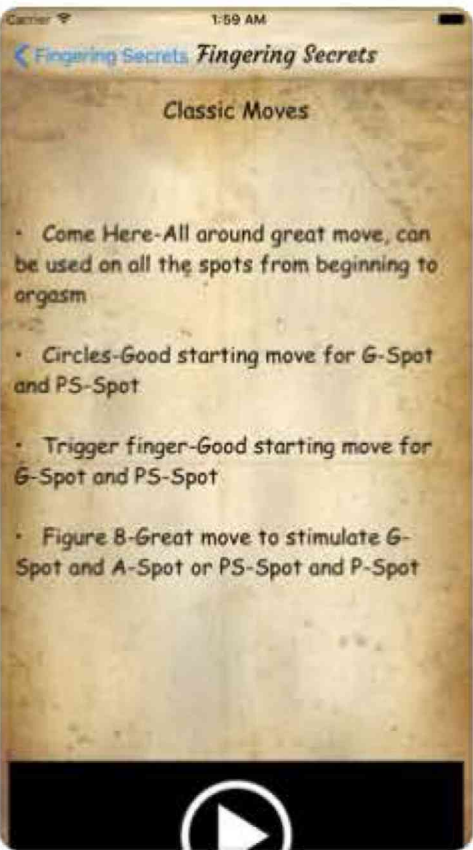 Carrier 1:59 AM
Fingering Secrets Fingering Secrets
Classic Moves
• Come Here-All around great move, can
be used on all the spots from beginning to
orgasm
• Circles-Good starting move for G-Spot
and PS-Spot
• Trigger finger-Good starting move for
G-Spot and PS-Spot
• Figure 8-Great move to stimulate G-
Spot and A-Spot or PS-Spot and P-Spot